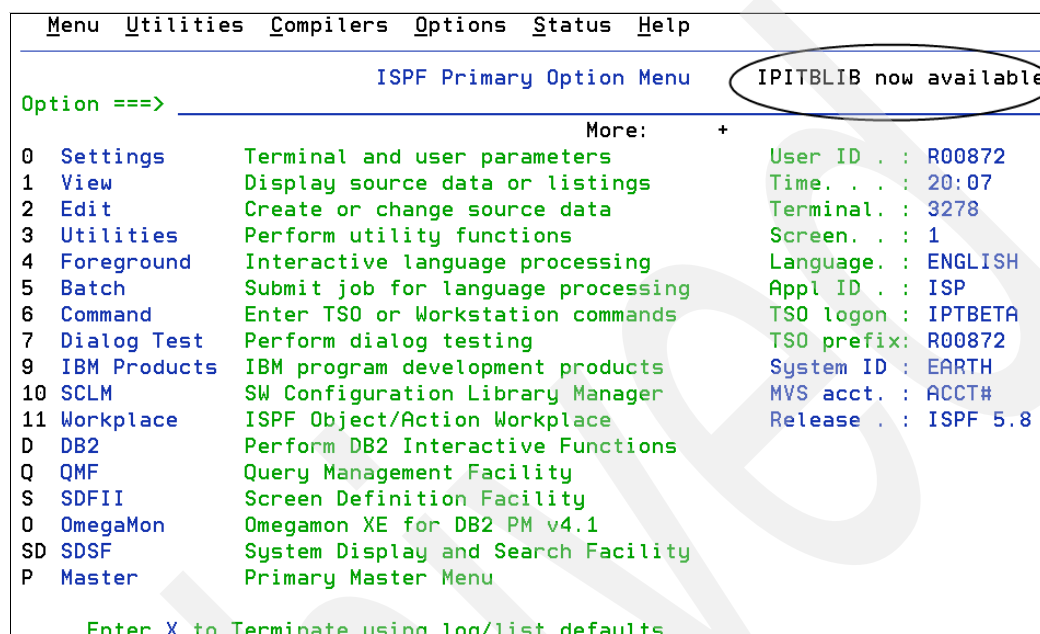 Menu Utilities Compilers Options Status Help
ISPF Primary Option Menu IPITBLIB now available
Option ===>
More: +
0 Settings Terminal and user parameters User ID . : R00872
1 View Display source data or listings Time. . . : 20:07
2 Edit Create or change source data Terminal. : 3278
3 Utilities Perform utility functions Screen. . : 1
4 Foreground Interactive language processing Language. : ENGLISH
5 Batch Submit job for language processing Appl ID . : ISP
6 Command Enter TSO or Workstation commands TSO logon : IPTBETA
7 Dialog Test Perform dialog testing TSO prefix: R00872
9 IBM Products IBM program development products System ID : EARTH
10 SCLM SW Configuration Library Manager MVS acct. : ACCT#
11 Workplace ISPF Object/Action Workplace Release . : ISPF 5.8
D DB2 Perform DB2 Interactive Functions
Q QMF Query Management Facility
S SDFII Screen Definition Facility
O OmegaMon Omegamon XE for DB2 PM v4.1
SD SDSF System Display and Search Facility
P Master Primary Master Menu
Enter X to Terminate using log/list defaults